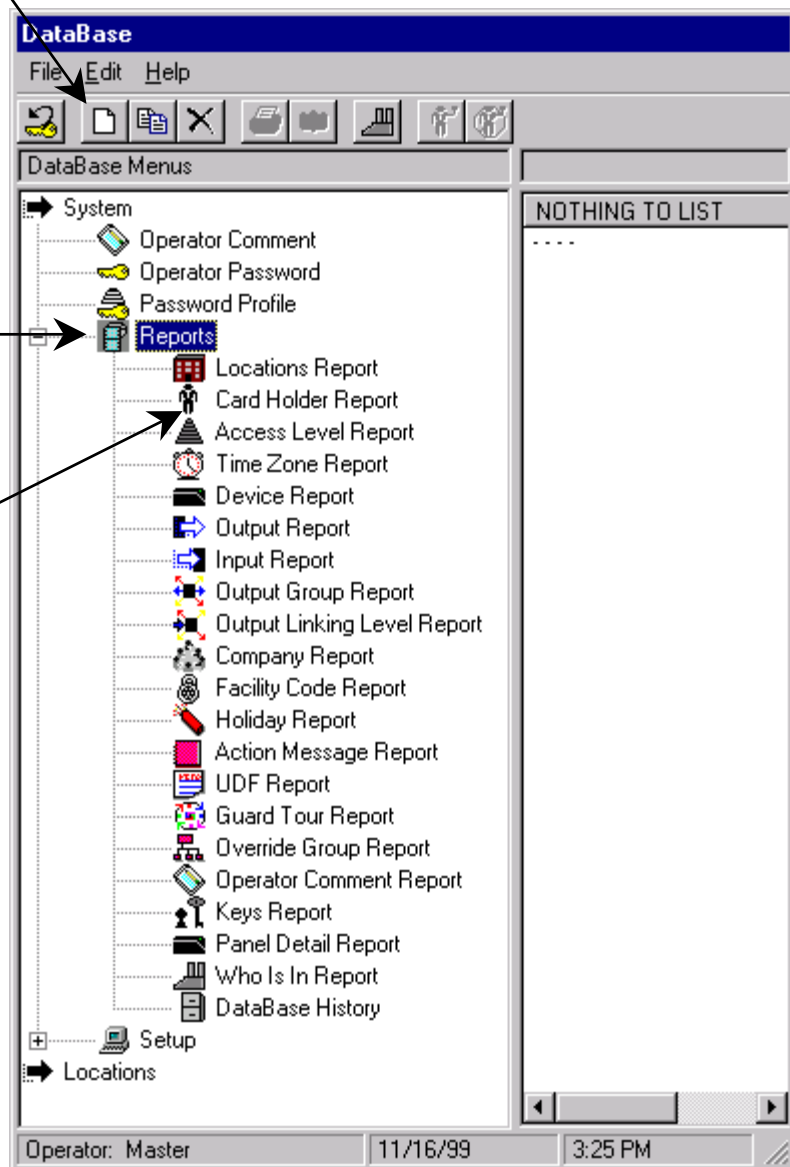 DataBase
File Edit Help
DataBase Menus
System
NOTHING TO LIST
- - - -
Operator Comment
Operator Password
Password Profile
Reports
Locations Report
Card Holder Report
Access Level Report
Time Zone Report
Device Report
Output Report
Input Report
Output Group Report
Output Linking Level Report
Company Report
Facility Code Report
Holiday Report
Action Message Report
UDF Report
Guard Tour Report
Override Group Report
Operator Comment Report
Keys Report
Panel Detail Report
Who Is In Report
DataBase History
Setup
Locations
Operator: Master 11/16/99 3:25 PM